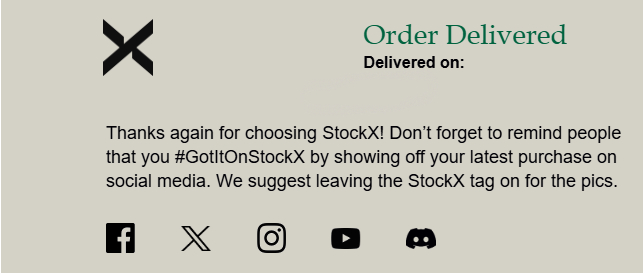 Order Delivered
Delivered on:
Thanks again for choosing StockX! Don’t forget to remind people
that you #GotItOnStockX by showing off your latest purchase on
social media. We suggest leaving the StockX tag on for the pics.